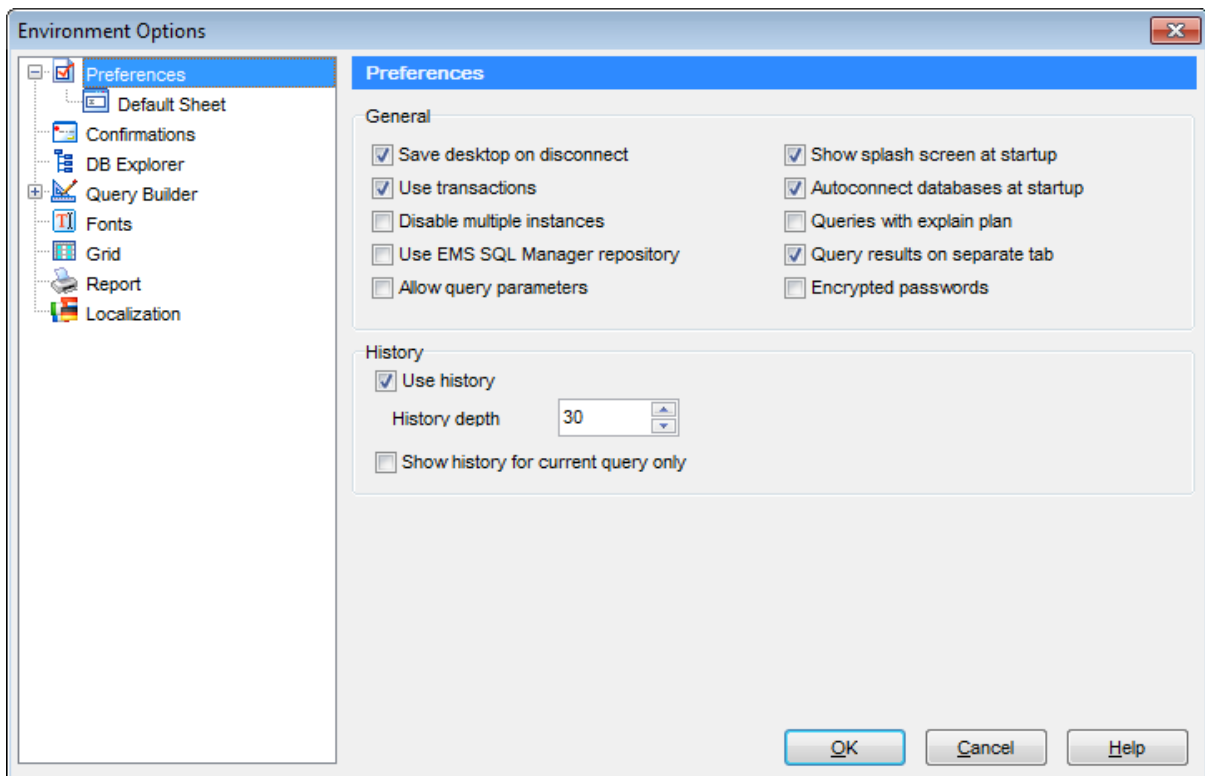 Environment Options
Preferences
Default Sheet
Confirmations
DB Explorer
Query Builder
Fonts
Grid
Report
Localization
Preferences
General
Save desktop on disconnect
Use transactions
Disable multiple instances
Use EMS SQL Manager repository
Allow query parameters
Show splash screen at startup
Autoconnect databases at startup
Queries with explain plan
Query results on separate tab
Encrypted passwords
History
Use history
History depth 30
Show history for current query only
OK Cancel Help